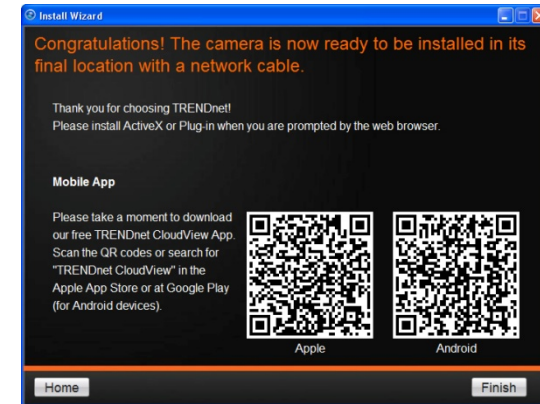 Install Wizard
Congratulations! The camera is now ready to be installed in its
final location with a network cable.
Thank you for choosing TRENDnet!
Please install ActiveX or Plug-in when you are prompted by the web browser.
Mobile App
Please take a moment to download
our free TRENDnet CloudView App.
Scan the QR codes or search for
"TRENDnet CloudView" in the
Apple App Store or at Google Play
(for Android devices).
Apple
Android
Home
Finish